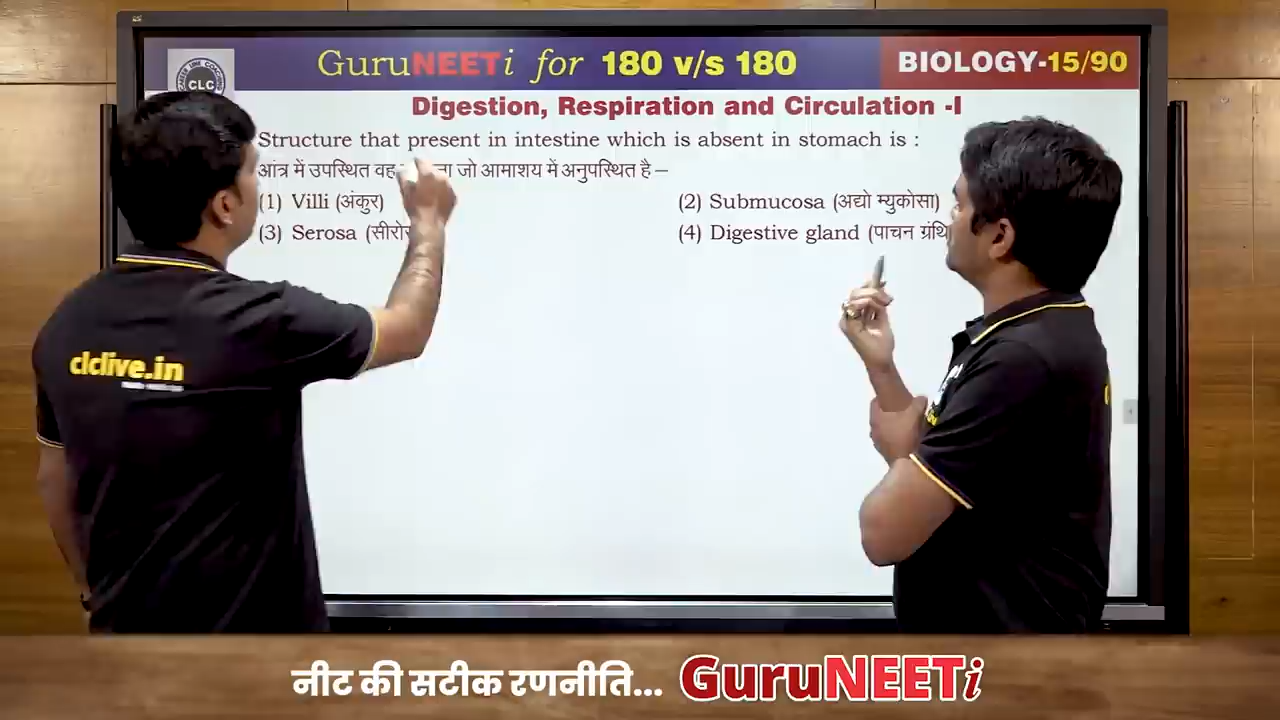 GuruNEETi for 180 v/s 180
BIOLOGY-15/90
CLC
Digestion, Respiration and Circulation -I
Structure that present in intestine which is absent in stomach is :
आंत्र में उपस्थित वह जो आमाशय में अनुपस्थित है –
(1) Villi (अंकुर)
(2) Submucosa (अद्यो म्युकोसा)
(3) Serosa
(4) Digestive gland (पाचन
clclive.in
नीट की सटीक रणनीति... GuruNEETi